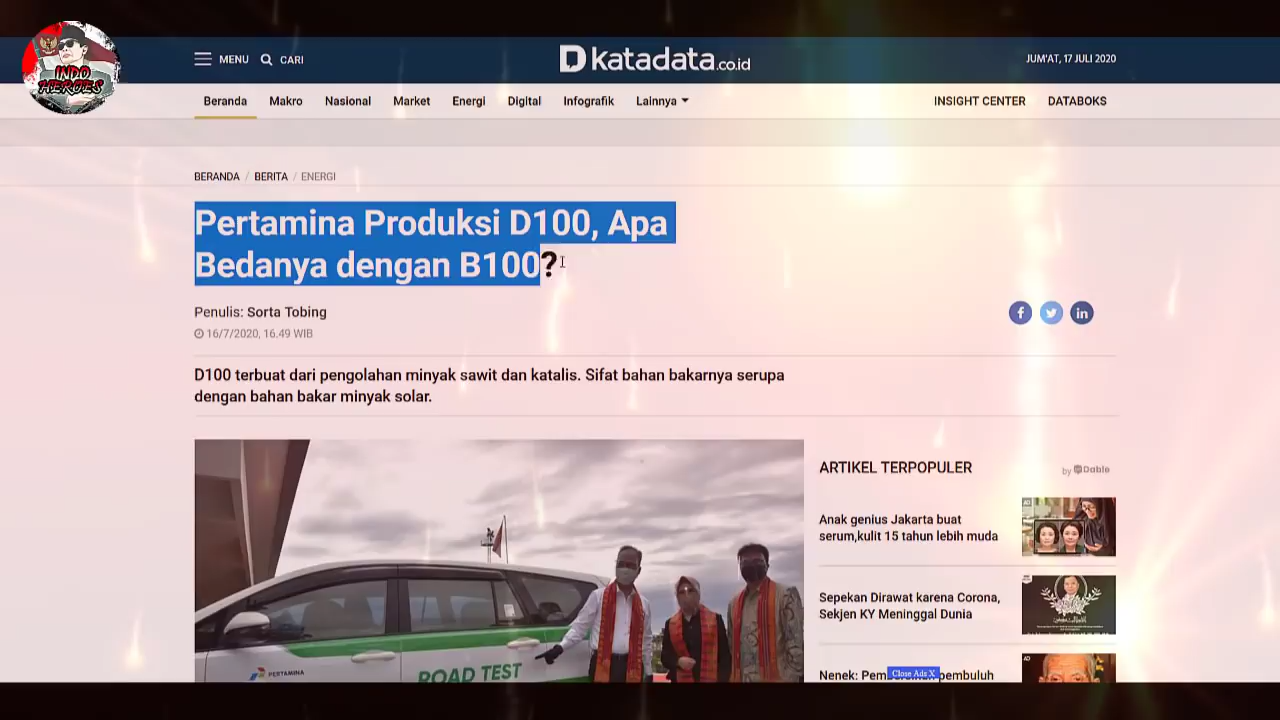 INDO
HEROES
MENU
CARI
katadata.co.id
JUM'AT, 17 JULI 2020
Beranda Makro Nasional Market Energi Digital Infografik Lainnya
INSIGHT CENTER DATABOKS
BERANDA / BERITA / ENERGI
Pertamina Produksi D100, Apa
Bedanya dengan B100?
Penulis: Sorta Tobing
16/7/2020, 16.49 WIB
D100 terbuat dari pengolahan minyak sawit dan katalis. Sifat bahan bakarnya serupa
dengan bahan bakar minyak solar.
PERTAMINA
ROAD TEST
ARTIKEL TERPOPULER
by Dable
AD
Anak genius Jakarta buat
serum,kulit 15 tahun lebih muda
Sepekan Dirawat karena Corona,
Sekjen KY Meninggal Dunia
AD
Nenek: pembuluh
Close Ads X